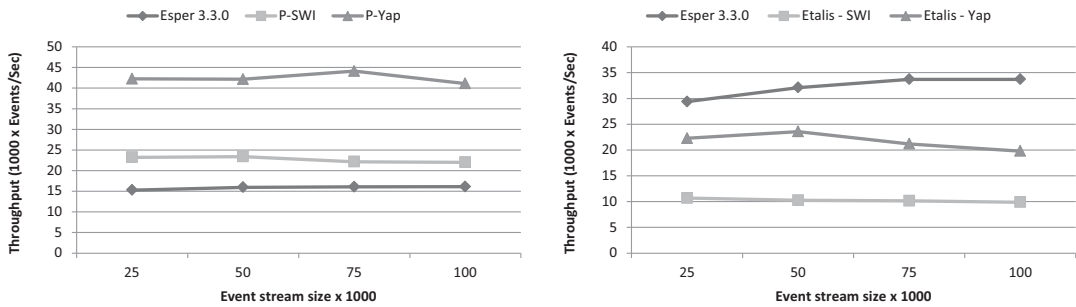 Esper 3.3.0 P-SWI P-Yap
Throughput (1000 x Events/Sec)
50
45
40
35
30
25
20
15
10
5
0
25 50 75 100
Event stream size x 1000
Esper 3.3.0 Etalis - SWI Etalis - Yap
Throughput (1000 x Events/Sec)
40
35
30
25
20
15
10
5
0
25 50 75 100
Event stream size x 1000